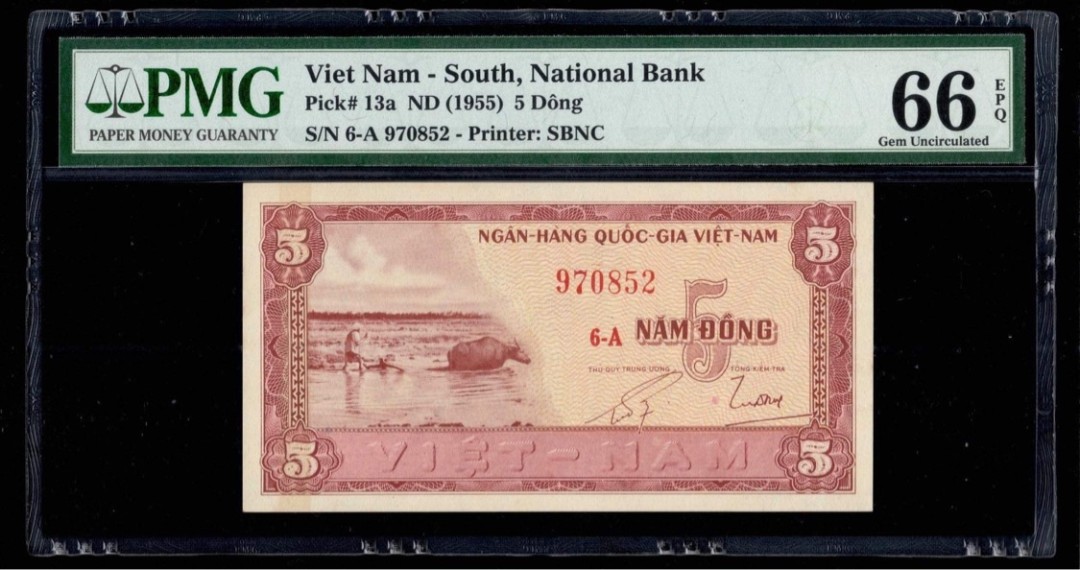 PMG
PAPER MONEY GUARANTY
Viet Nam - South, National Bank
Pick# 13a ND (1955) 5 Dông
S/N 6-A 970852 - Printer: SBNC
66
EPQ
Gem Uncirculated
5
5
NGÂN-HÀNG QUỐC-GIA VIỆT-NAM
970852
5
6-A NĂM ĐỒNG
THỦ QUỸ TRUNG ƯƠNG
TỔNG KIỂM TRA
5
VIỆT-NAM
5